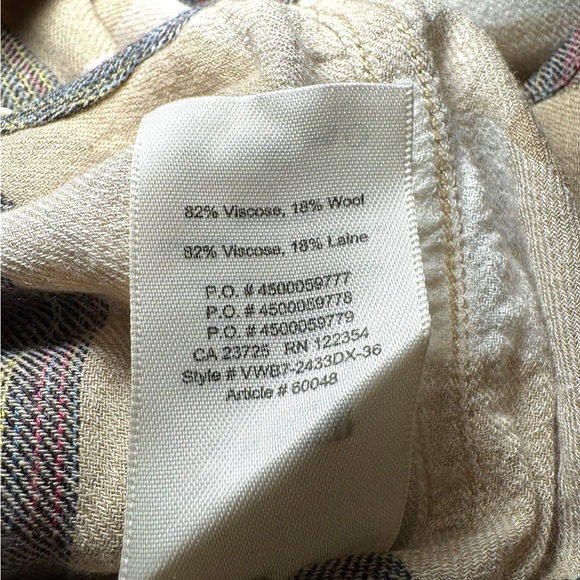 82% Viscose, 18% Wool
82% Viscose, 18% Laine
P.O. # 4500059777
P.O. # 4500059778
P.O. # 4500059779
CA 23725 RN 122354
Style # VWB7-2433DX-36
Article # 60048